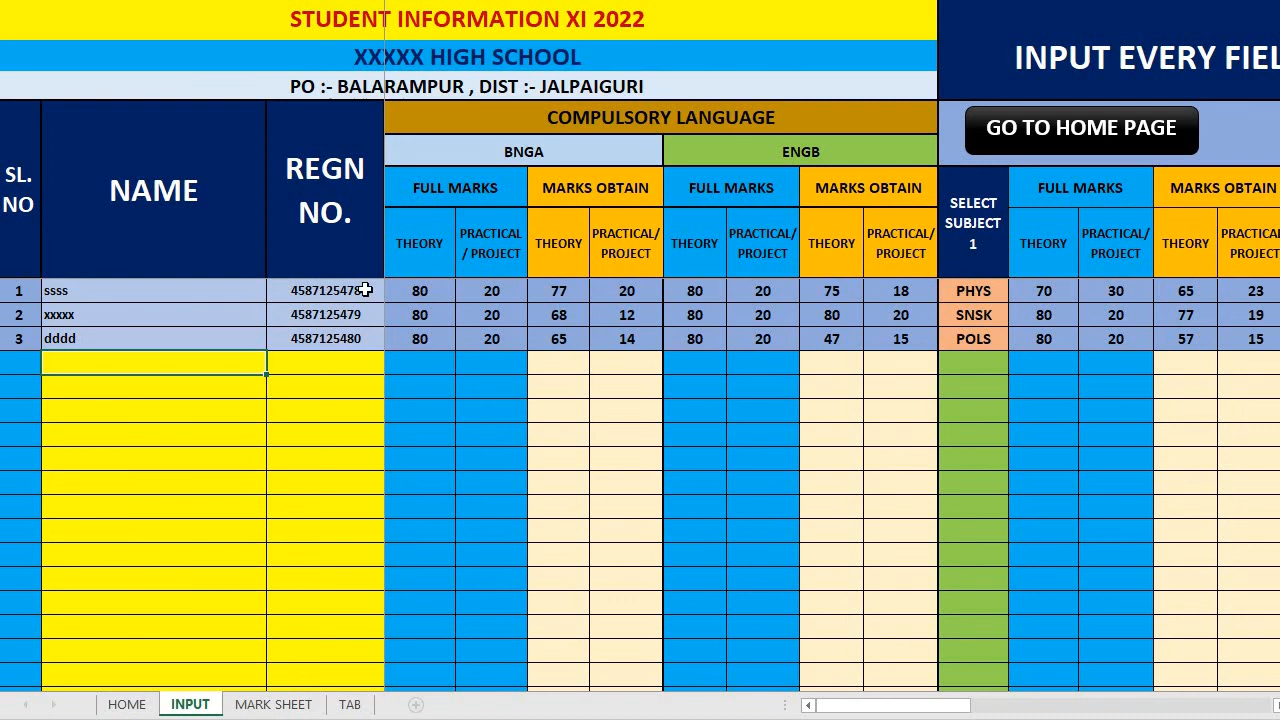 STUDENT INFORMATION XI 2022
XXXXX HIGH SCHOOL
PO :- BALARAMPUR , DIST :- JALPAIGURI
INPUT EVERY FIEL
GO TO HOME PAGE
COMPULSORY LANGUAGE
BNGA ENGB
SL. NO NAME REGN NO.
FULL MARKS MARKS OBTAIN FULL MARKS MARKS OBTAIN SELECT SUBJECT 1 FULL MARKS MARKS OBTAIN
THEORY PRACTICAL / PROJECT THEORY PRACTICAL/ PROJECT THEORY PRACTICAL/ PROJECT THEORY PRACTICAL/ PROJECT THEORY PRACTICAL/ PROJECT THEORY PRACTICA PROJECT
1 ssss 4587125478 80 20 77 20 80 20 75 18 PHYS 70 30 65 23
2 xxxxx 4587125479 80 20 68 12 80 20 80 20 SNSK 80 20 77 19
3 dddd 4587125480 80 20 65 14 80 20 47 15 POLS 80 20 57 15
HOME INPUT MARK SHEET TAB